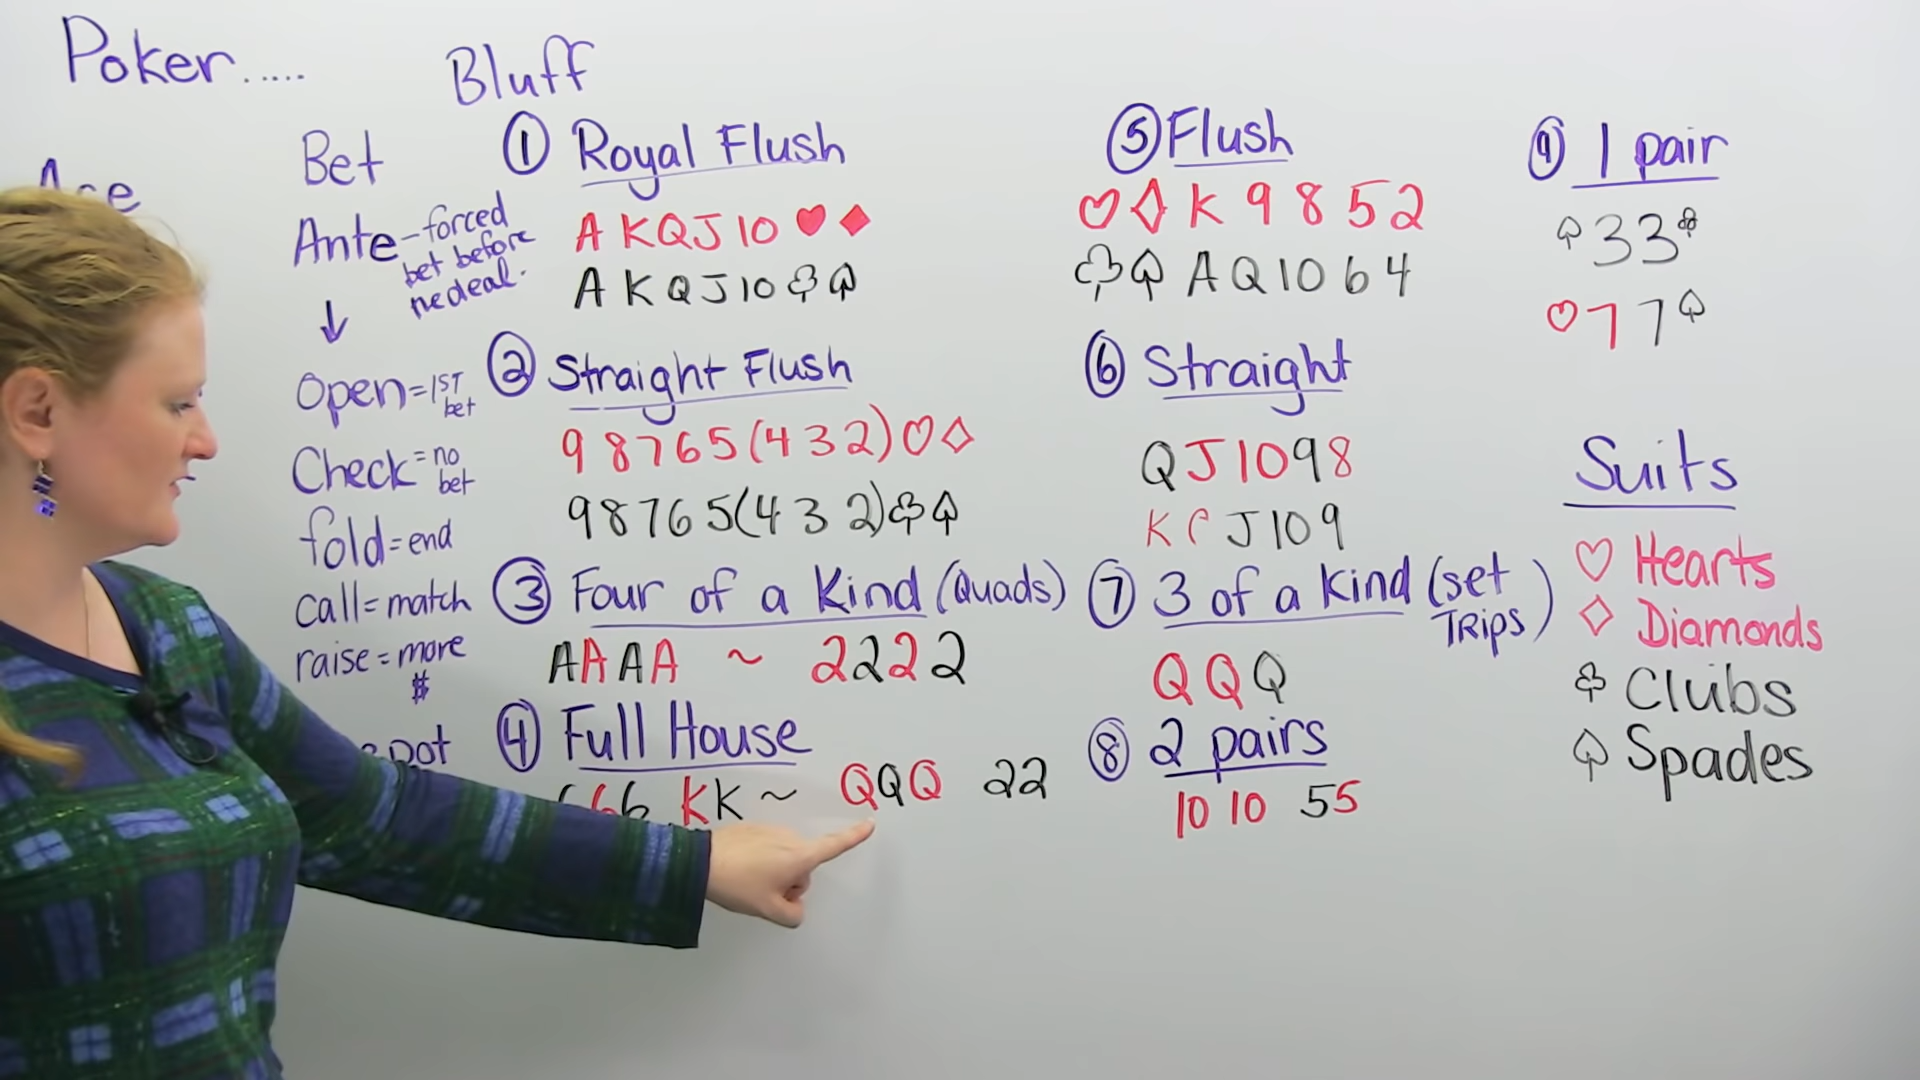 Poker.....
Bluff
Bet
Ante - forced
bet before
nedeal.
Open = 1ST
bet
Check = no
bet
fold = end
call = match
raise = more
$
pot
① Royal Flush
A K Q J 10 ♥ ♦
A K Q J 10 ♧ ♤
② Straight Flush
9 8 7 6 5 (4 3 2) ♡ ♢
9 8 7 6 5 (4 3 2) ♧ ♤
③ Four of a Kind (Quads)
A A A A ~ 2 2 2 2
④ Full House
6 6 6 K K ~ Q Q Q 2 2
⑤ Flush
♡ ♢ K 9 8 5 2
♧ ♤ A Q 10 6 4
⑥ Straight
Q J 10 9 8
K J 10 9
⑦ 3 of a kind (set
TRIPS)
Q Q Q
⑧ 2 pairs
10 10 5 5
⑨ 1 pair
♤ 3 3 ♧
♡ 7 7 ♤
Suits
♡ Hearts
♢ Diamonds
♧ Clubs
♤ Spades